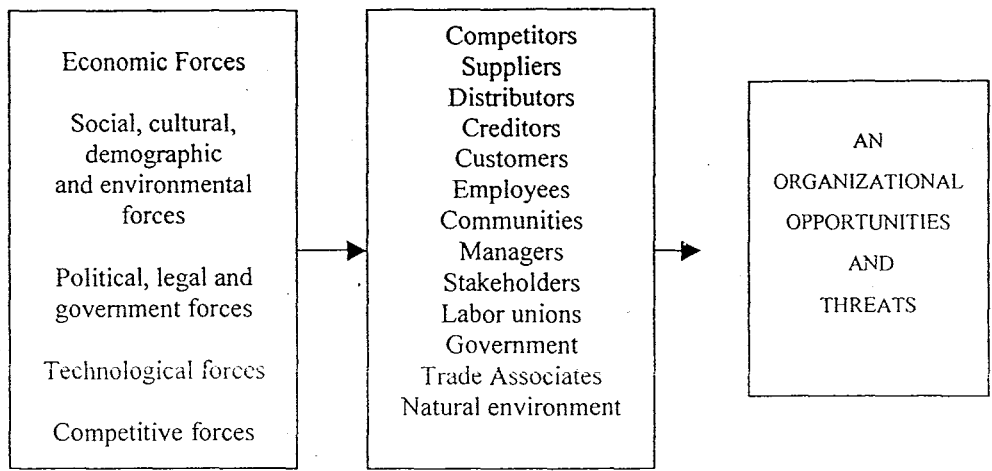 Economic Forces
Social, cultural,
demographic
and environmental
forces
Political, legal and
government forces
Technological forces
Competitive forces
Competitors
Suppliers
Distributors
Creditors
Customers
Employees
Communities
Managers
Stakeholders
Labor unions
Government
Trade Associates
Natural environment
AN
ORGANIZATIONAL
OPPORTUNITIES
AND
THREATS